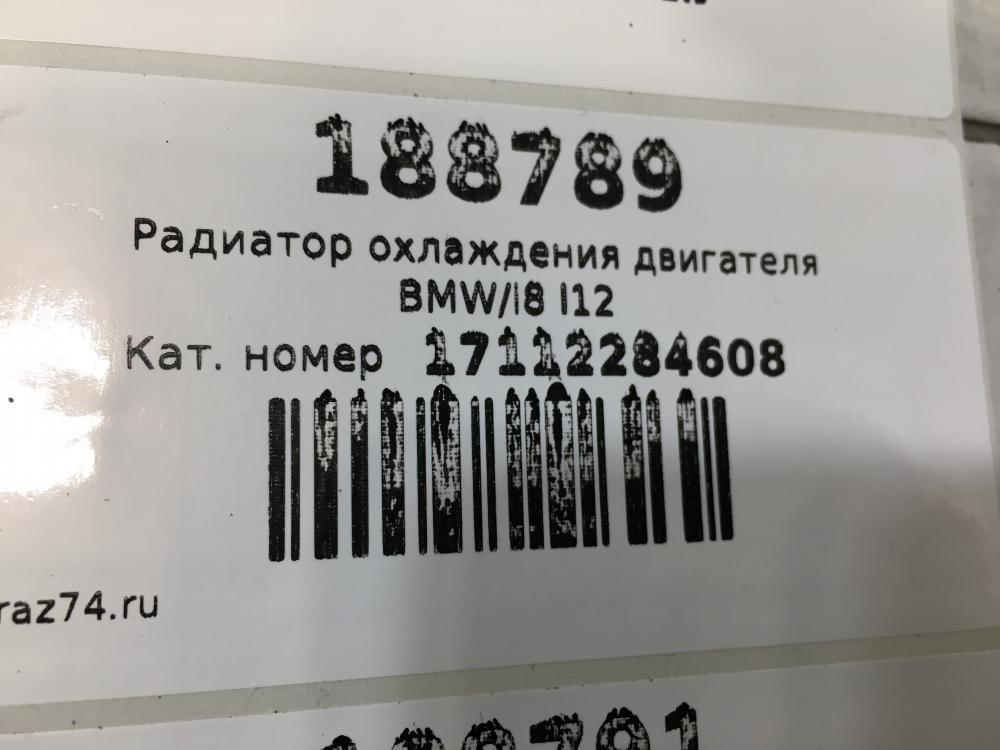 188789
Радиатор охлаждения двигателя
BMW/I8 I12
Кат. номер 17112284608
raz74.ru